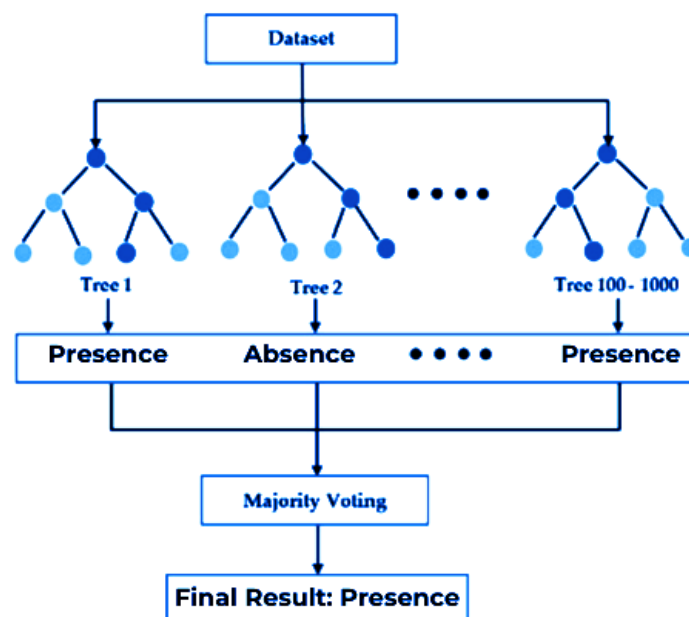 Dataset
Tree 1
Tree 2
Tree 100 - 1000
Presence
Absence
Presence
Majority Voting
Final Result: Presence